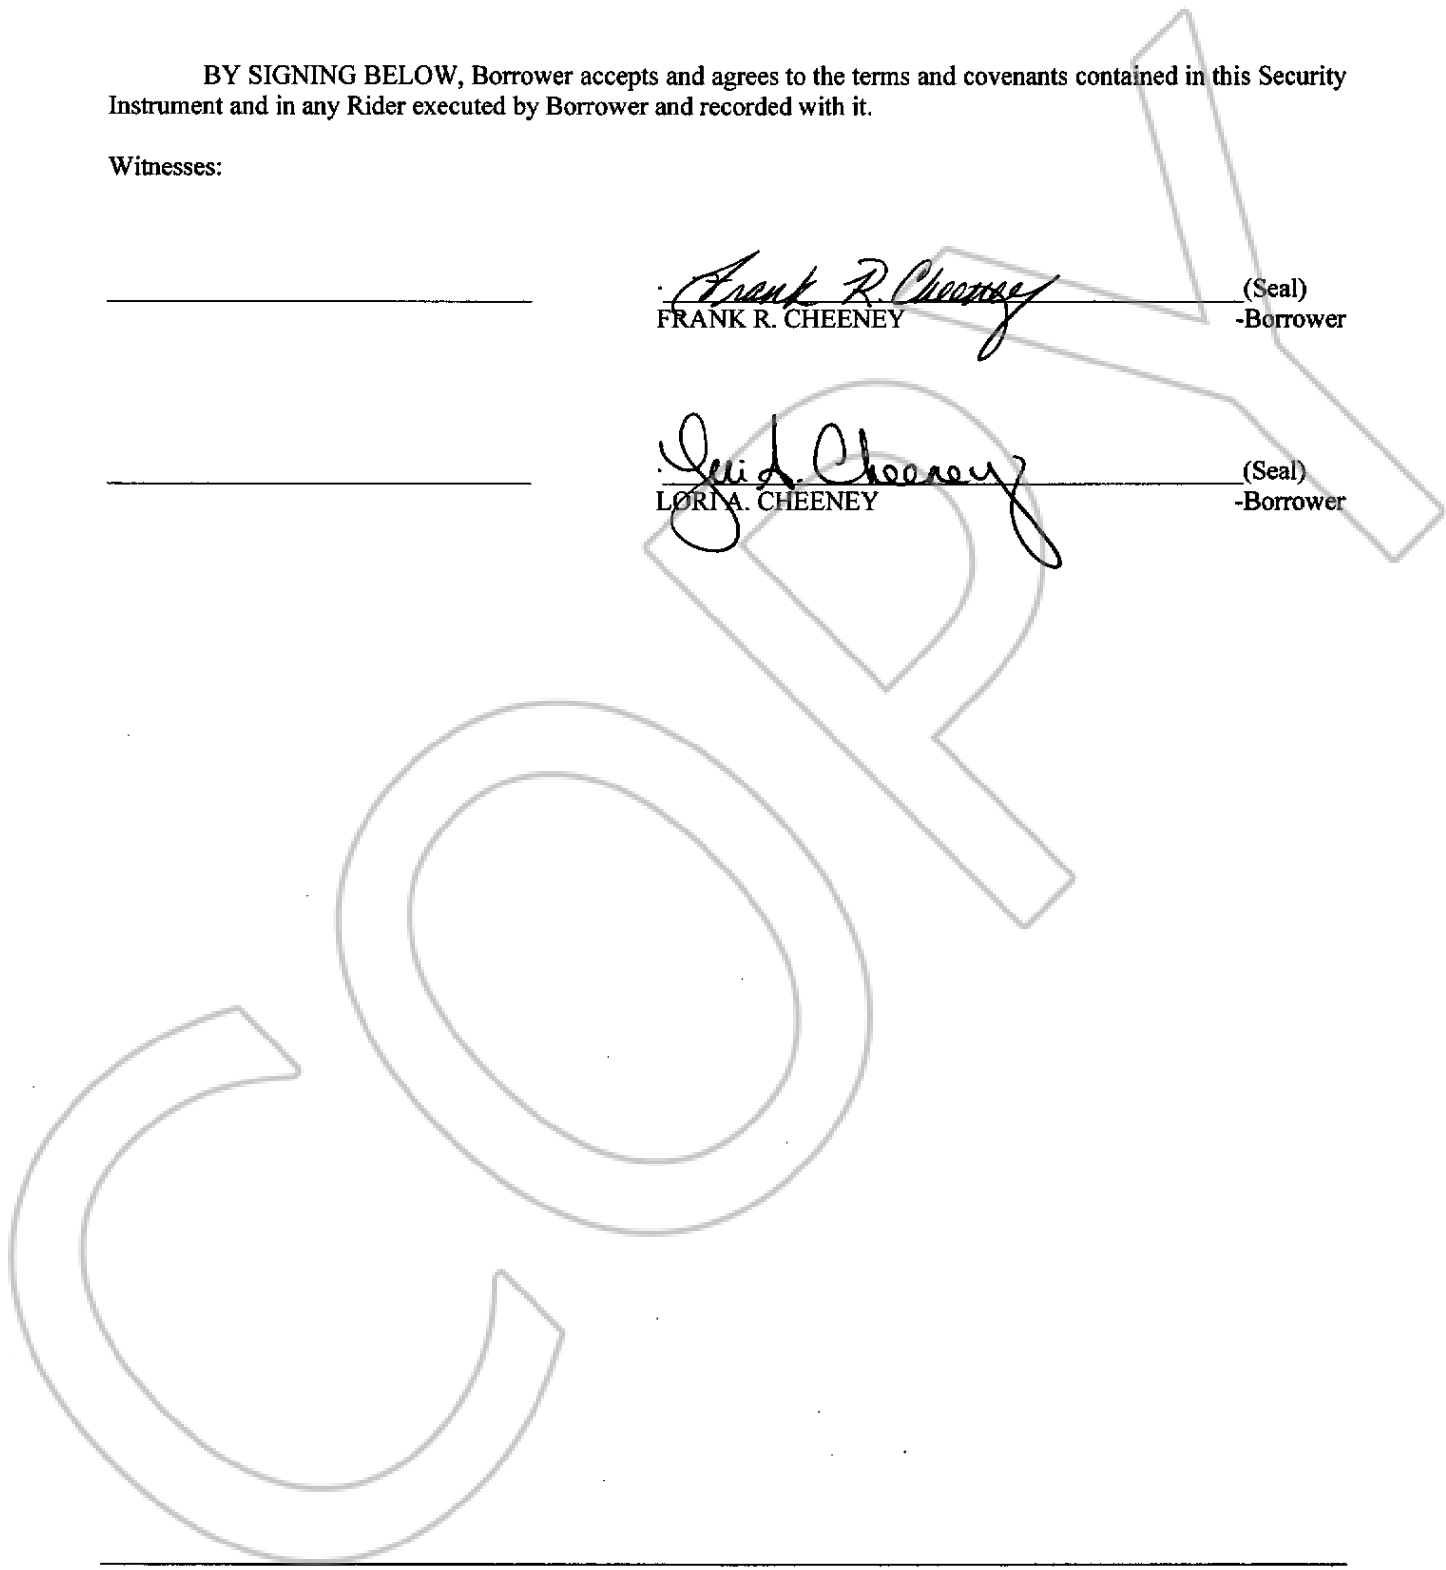 BY SIGNING BELOW, Borrower accepts and agrees to the terms and covenants contained in this Security
Instrument and in any Rider executed by Borrower and recorded with it.
Witnesses:
Frank R. Cheeney (Seal)
FRANK R. CHEENEY -Borrower
Lori A. Cheeney (Seal)
LORI A. CHEENEY -Borrower
COPY